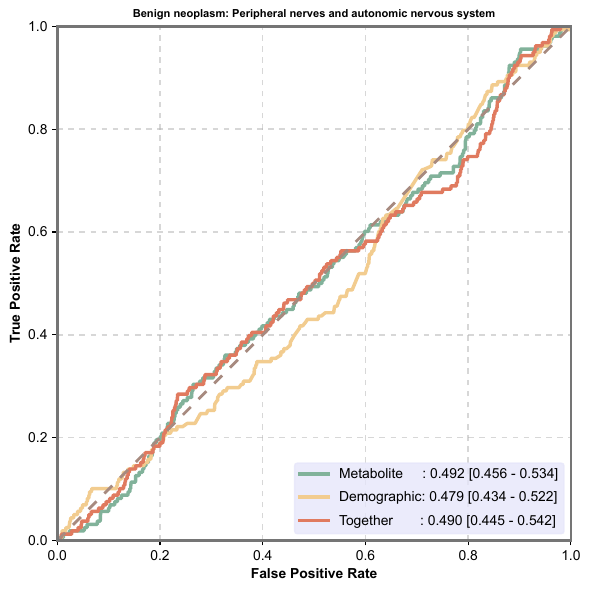 Benign neoplasm: Peripheral nerves and autonomic nervous system
1.0
0.8
0.6
0.4
0.2
0.0
True Positive Rate
Metabolite : 0.492 [0.456 - 0.534]
Demographic: 0.479 [0.434 - 0.522]
Together : 0.490 [0.445 - 0.542]
0.0 0.2 0.4 0.6 0.8 1.0
False Positive Rate